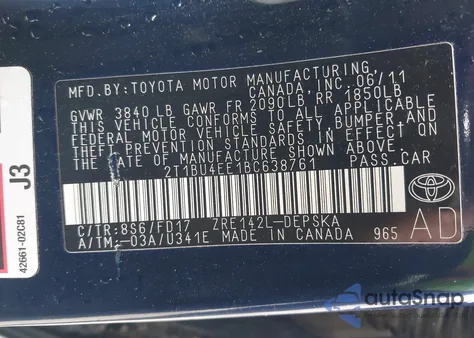 MFD.BY:TOYOTA MOTOR MANUFACTURING,
CANADA, INC. 06/11
GVWR 3840LB GAWR FR 2090LB RR 1850LB
THIS VEHICLE CONFORMS TO ALL APPLICABLE
FEDERAL MOTOR VEHICLE SAFETY, BUMPER AND
THEFT PREVENTION STANDARDS IN EFFECT ON
THE DATE OF MANUFACTURE SHOWN ABOVE.
2T1BU4EE1BC638761 PASS.CAR
C/TR:8S6/FD17 ZRE142L-DEPSKA
A/TM:-03A/U341E MADE IN CANADA 965
AD
TOYOTA
J3
42661-02C81
autoSnap